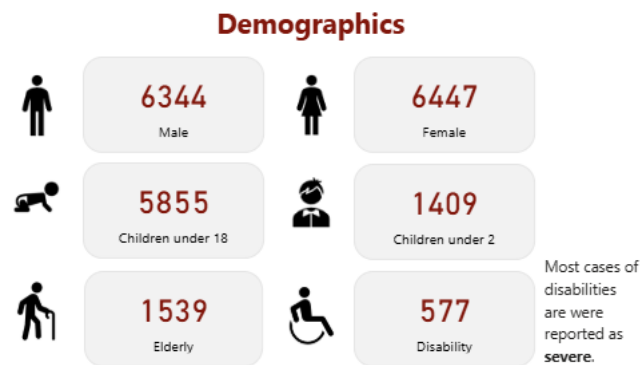 Demographics
6344
Male
6447
Female
5855
Children under 18
1409
Children under 2
1539
Elderly
577
Disability
Most cases of
disabilities
are were
reported as
severe.